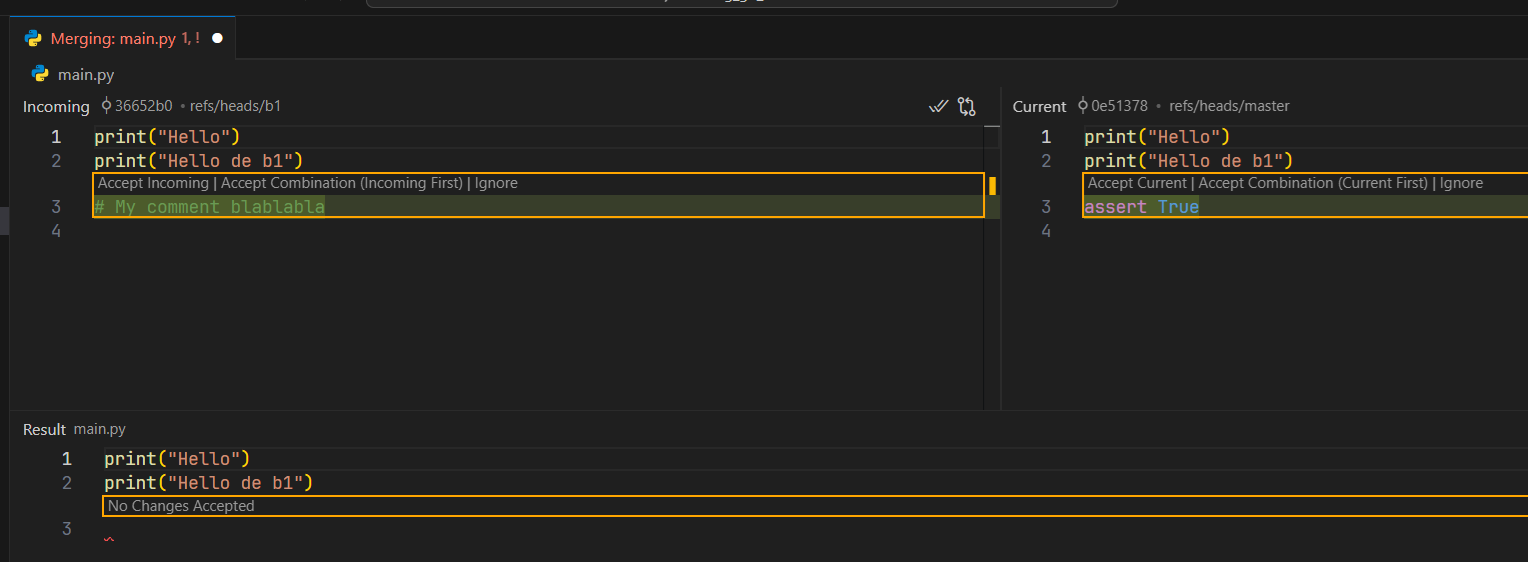 Merging: main.py 1, !
main.py
Incoming 36652b0 • refs/heads/b1
1 print("Hello")
2 print("Hello de b1")
Accept Incoming | Accept Combination (Incoming First) | Ignore
3 # My comment blablabla
4
Current 0e51378 • refs/heads/master
1 print("Hello")
2 print("Hello de b1")
Accept Current | Accept Combination (Current First) | Ignore
3 assert True
4
Result main.py
1 print("Hello")
2 print("Hello de b1")
No Changes Accepted
3